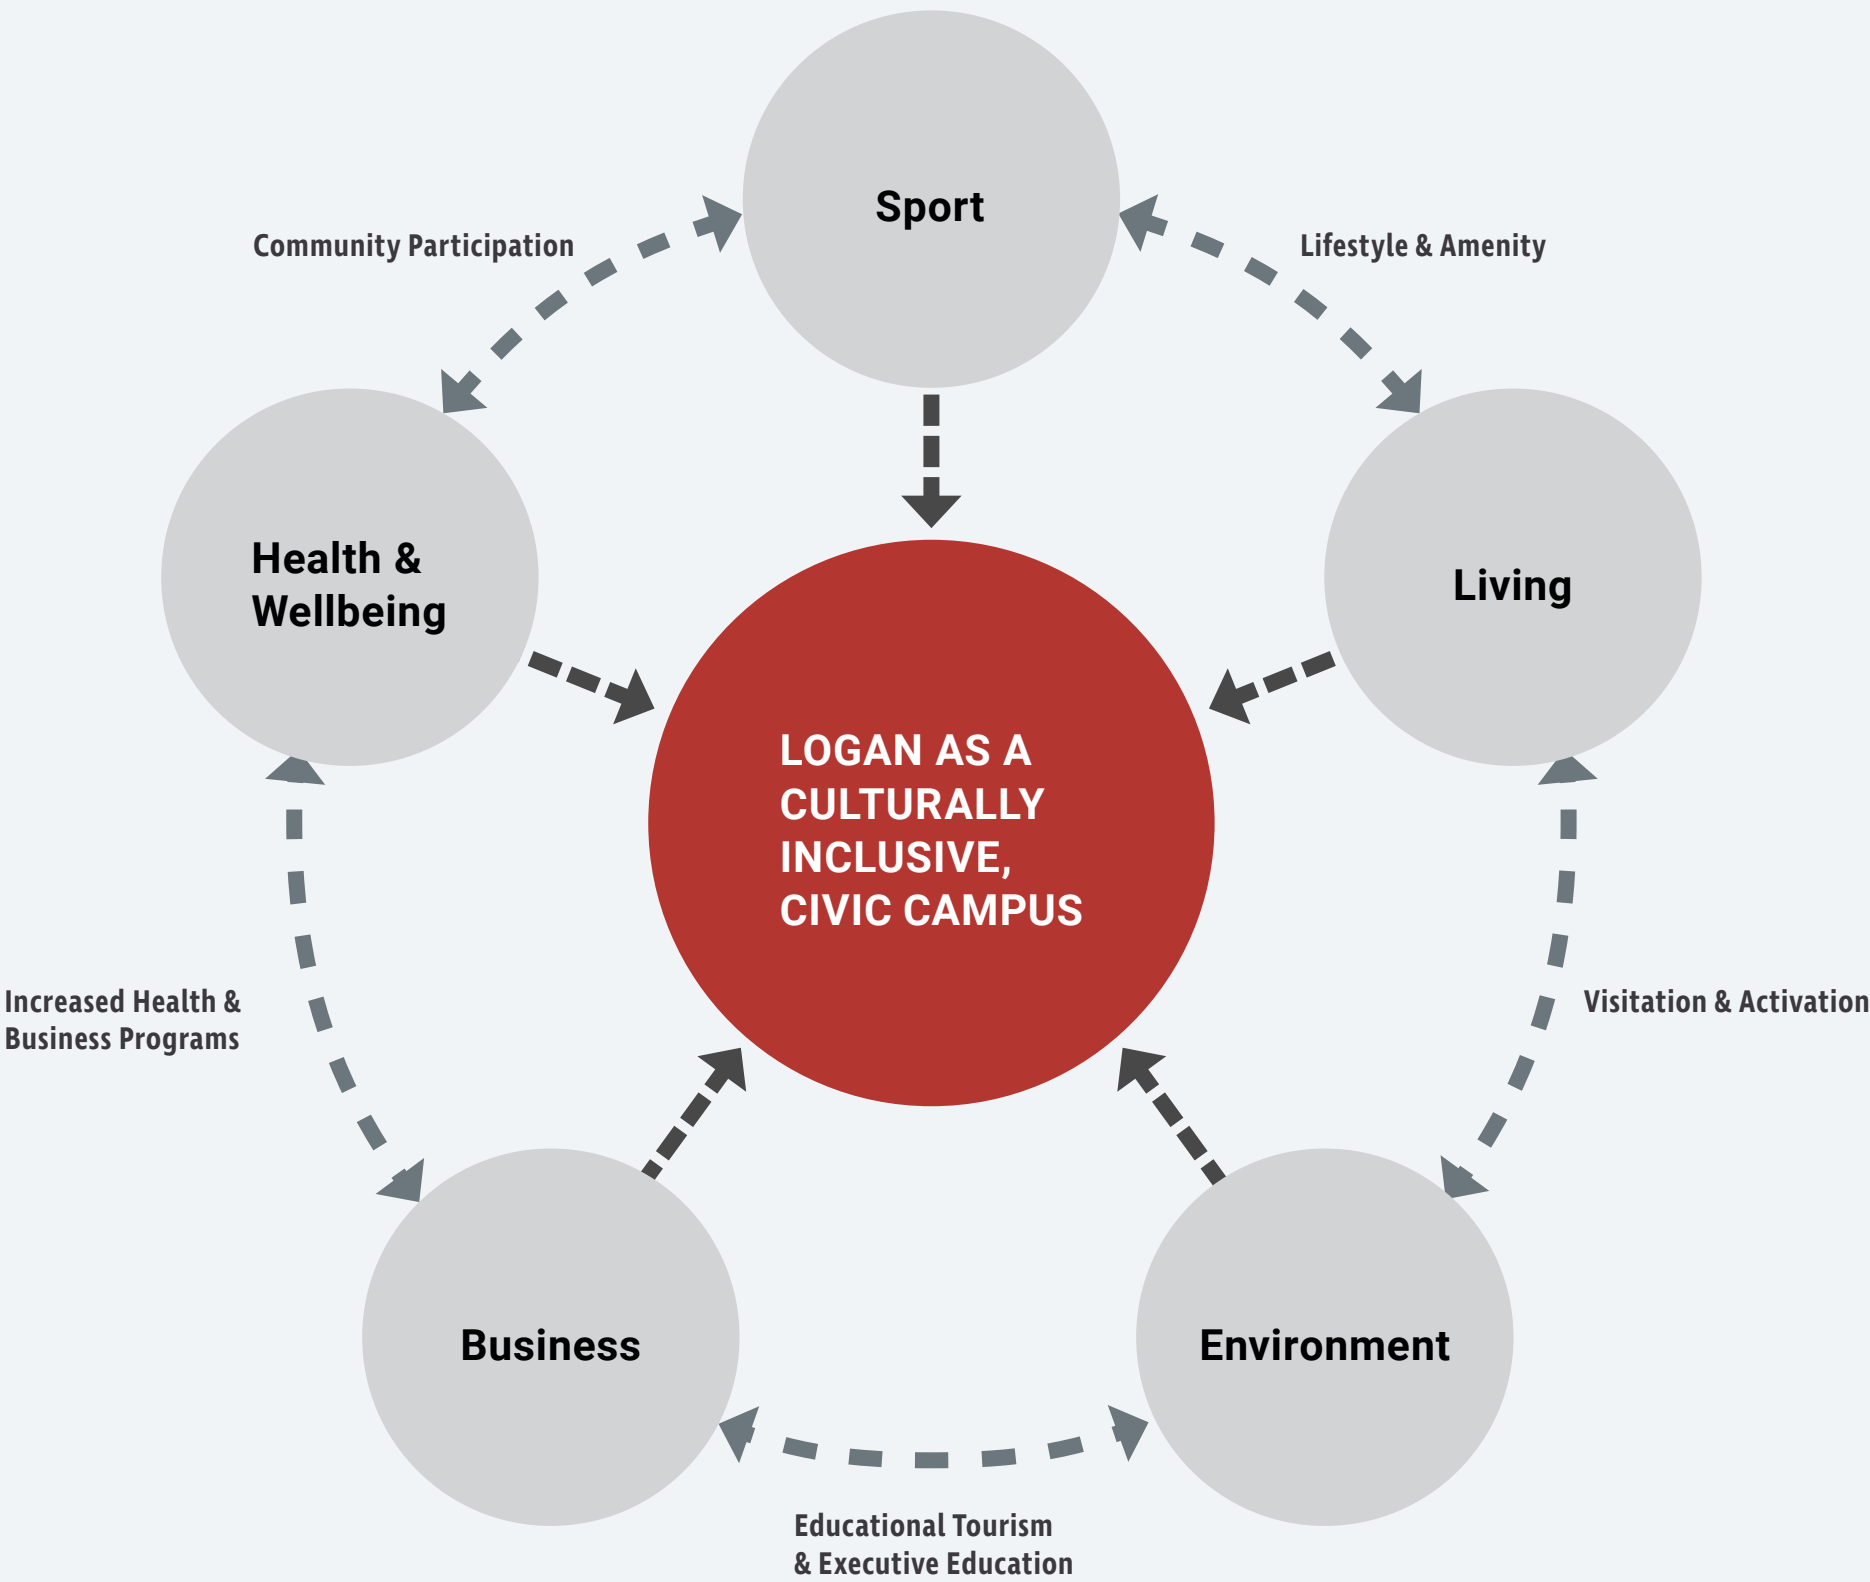 Sport
Community Participation
Lifestyle & Amenity
Health &
Wellbeing
Living
LOGAN AS A
CULTURALLY
INCLUSIVE,
CIVIC CAMPUS
Increased Health &
Business Programs
Visitation & Activation
Business
Environment
Educational Tourism
& Executive Education